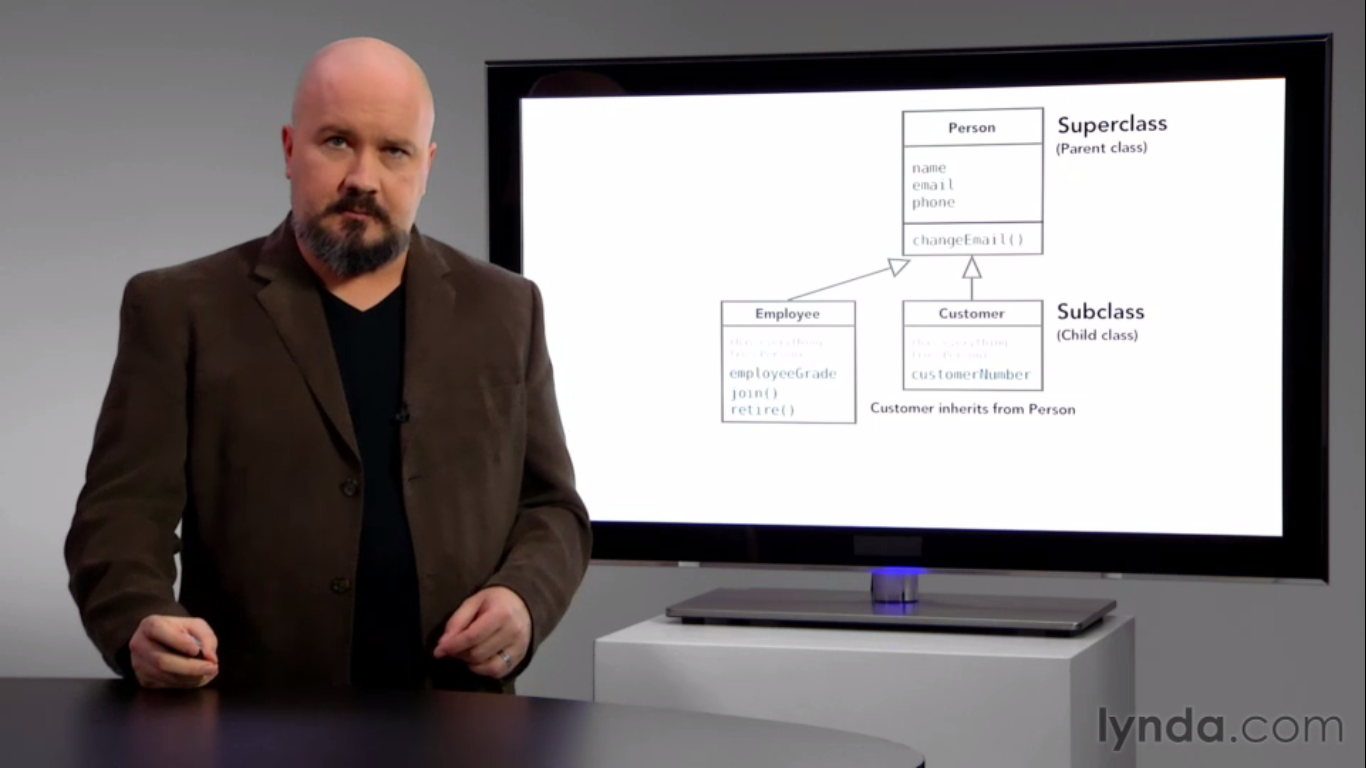 Person
Superclass
(Parent class)
name
email
phone
changeEmail()
Employee
employeeGrade
join()
retire()
Customer
customerNumber
Subclass
(Child class)
Customer inherits from Person
lynda.com